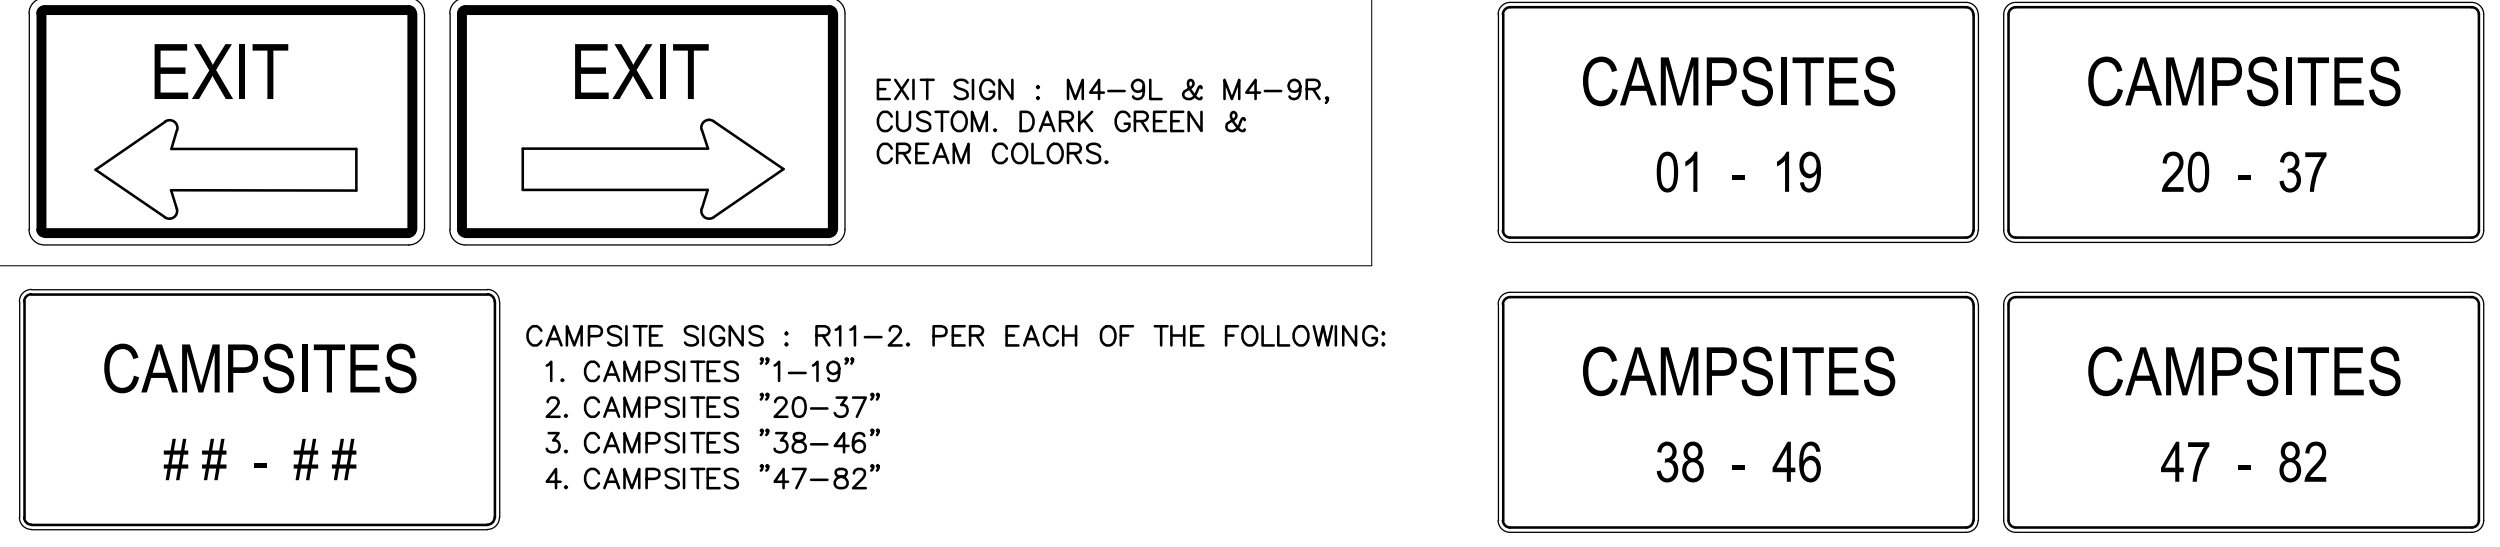 EXIT
EXIT
EXIT SIGN : M4-9L & M-9R,
CUSTOM. DARK GREEN &.
CREAM COLORS.
CAMPSITES
## - ##
CAMPSITE SIGNS : R11-2. PER EACH OF THE FOLLOWING:
1. CAMPSITES "1-19"
2. CAMPSITES "20-37"
3. CAMPSITES "38-46"
4. CAMPSITES "47-82"
CAMPSITES
01 - 19
CAMPSITES
20 - 37
CAMPSITES
38 - 46
CAMPSITES
47 - 82